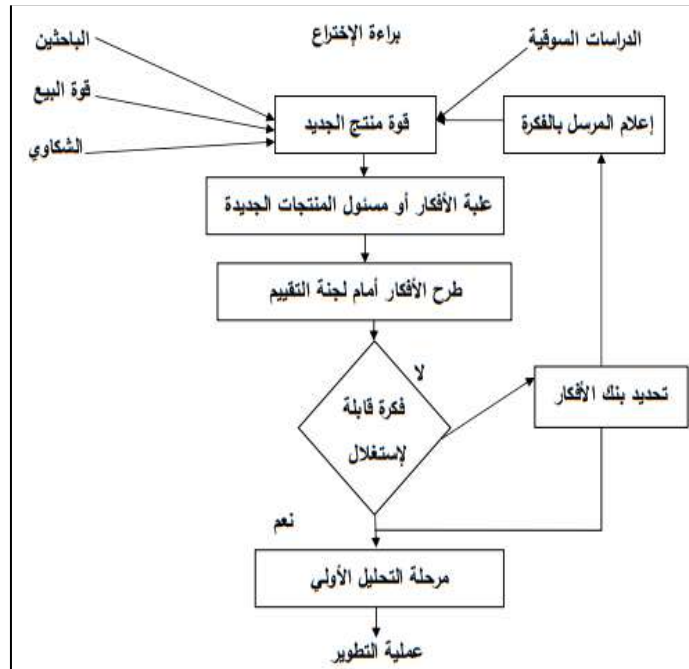 الباحثين
براءة الإختراع
الدراسات السوقية
قوة البيع
الشكاوي
قوة منتج الجديد
إعلام المرسل بالفكرة
علبة الأفكار أو مسئول المنتجات الجديدة
طرح الأفكار أمام لجنة التقييم
لا
فكرة قابلة
لإستغلال
تحديد بنك الأفكار
نعم
مرحلة التحليل الأولي
عملية التطوير